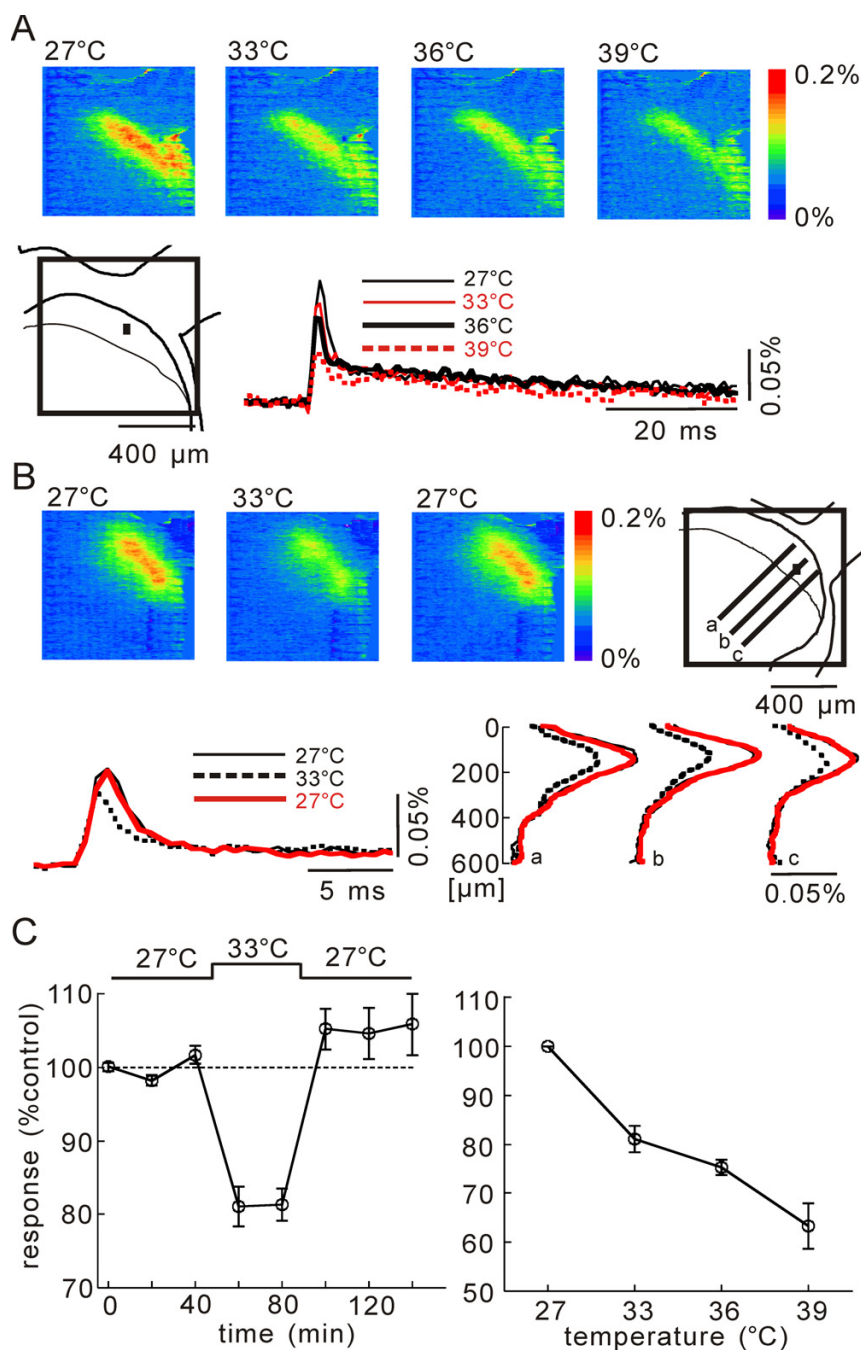 A
27°C 33°C 36°C 39°C
0.2%
0%
27°C
33°C
36°C
39°C
0.05%
20 ms
400 µm
B
27°C 33°C 27°C
0.2%
0%
a
b
c
400 µm
27°C
33°C
27°C
0.05%
5 ms
0
200
400
600
[µm]
a b c
0.05%
C
27°C 33°C 27°C
110
100
90
80
70
response (%control)
0 40 80 120
time (min)
110
100
90
80
70
60
50
27 33 36 39
temperature (°C)